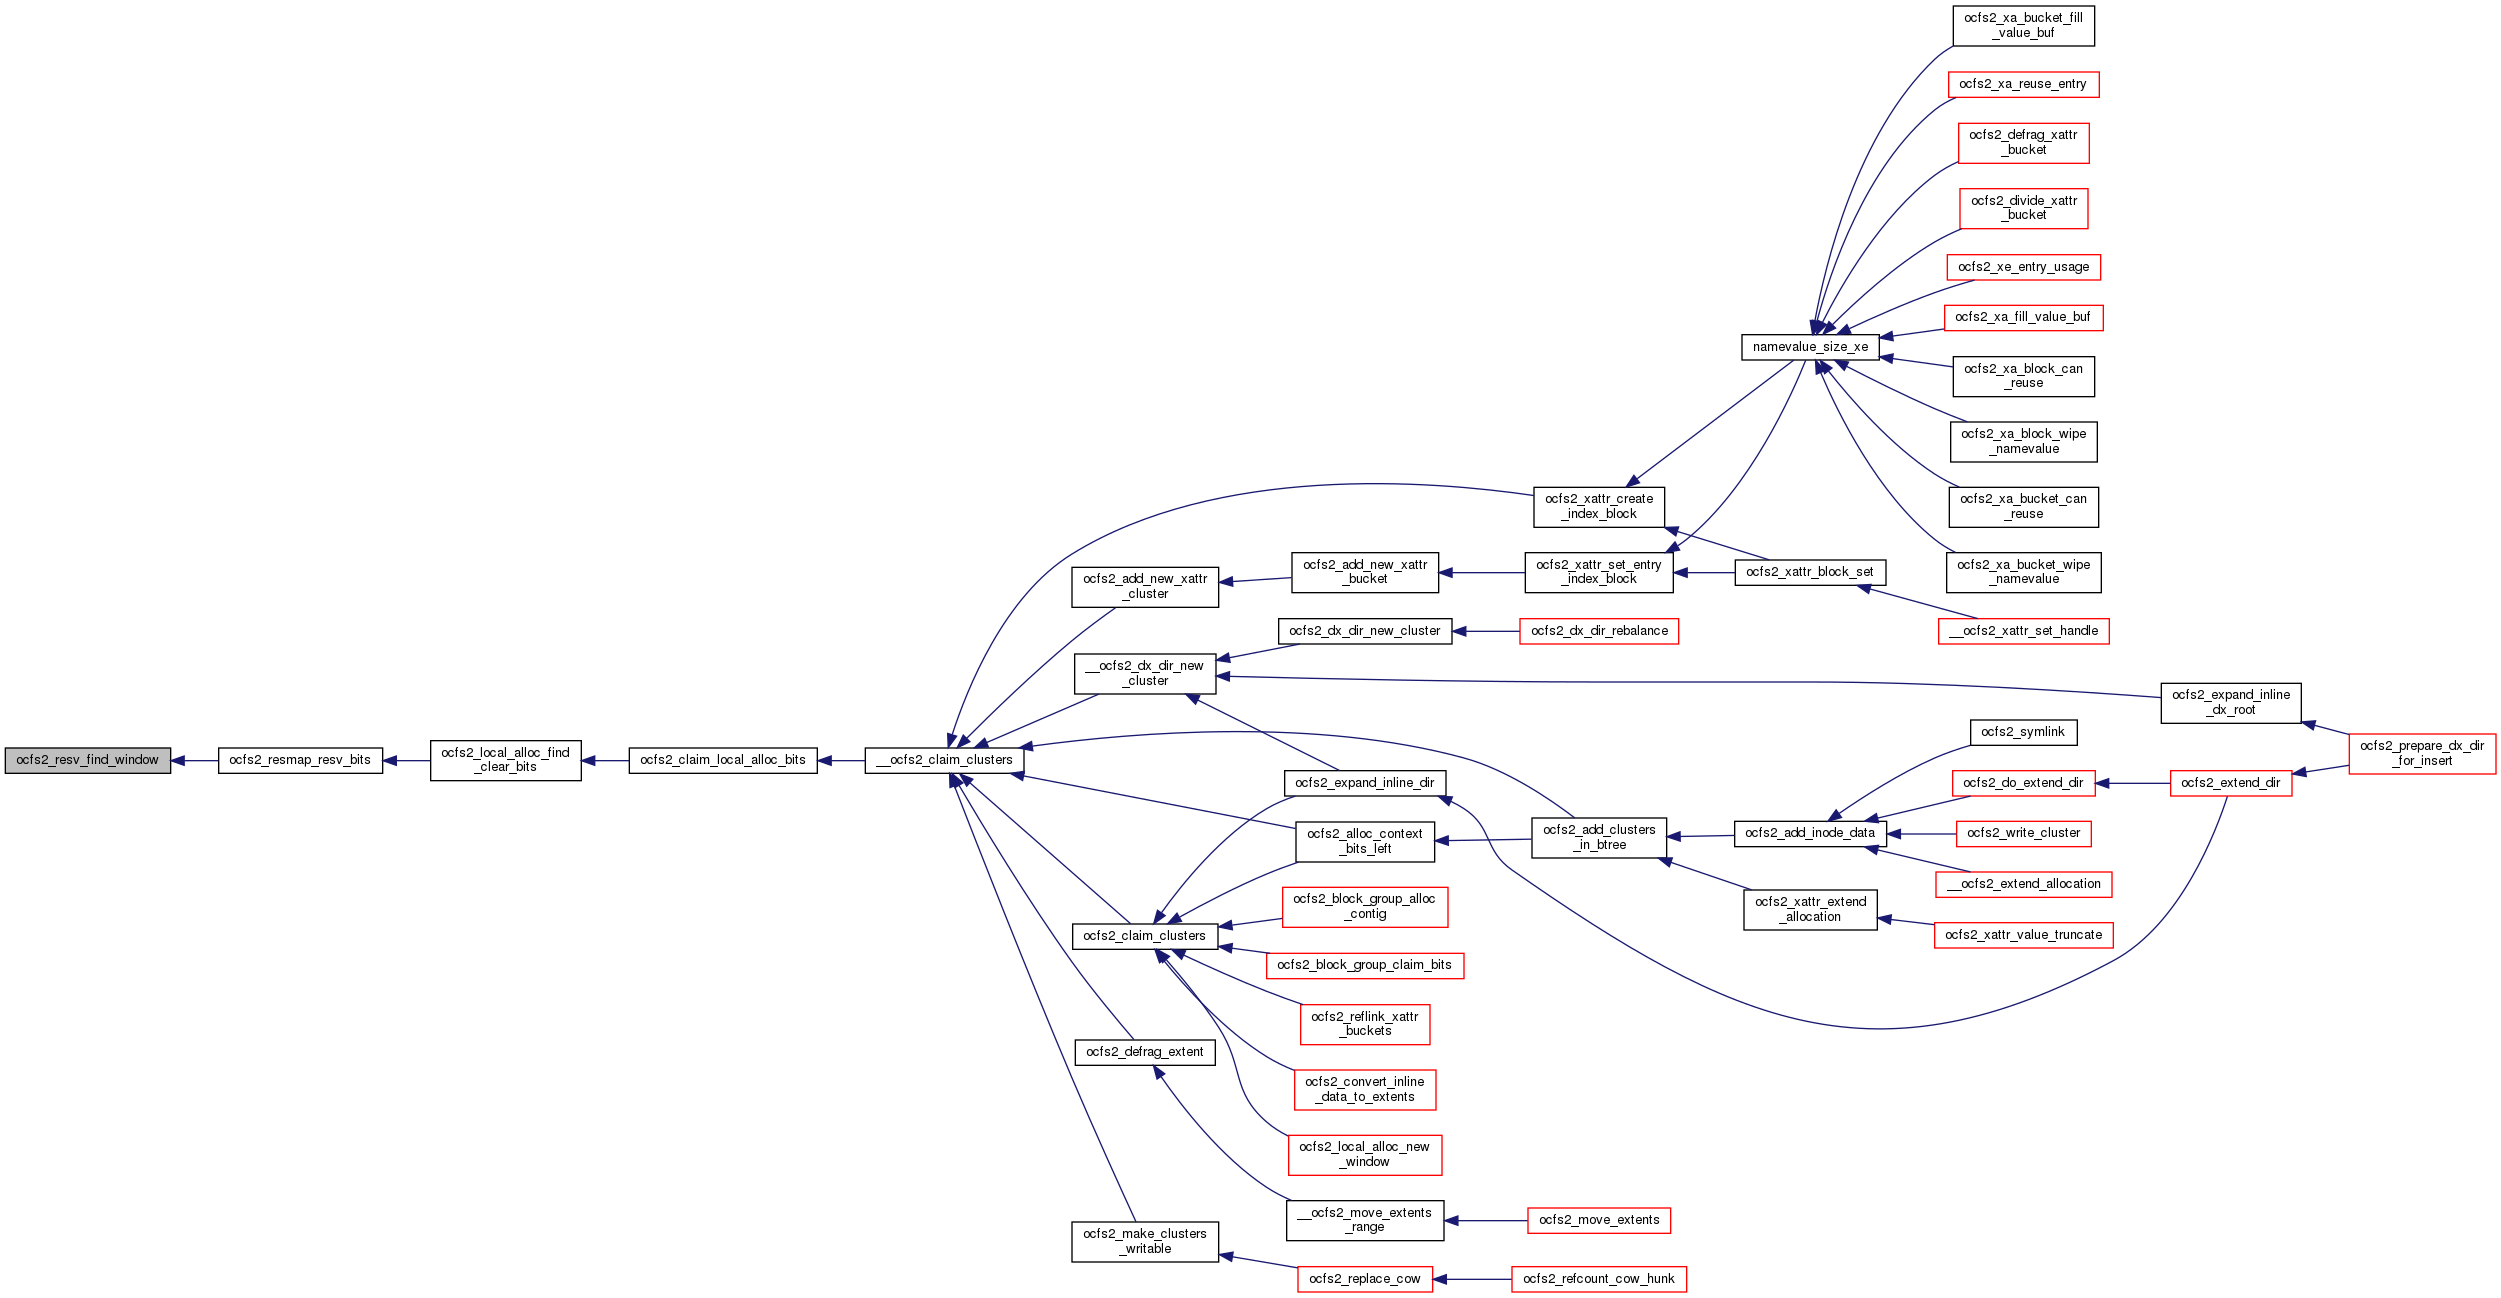 ocfs2_resv_find_window
ocfs2_resmap_resv_bits
ocfs2_local_alloc_find
_clear_bits
ocfs2_claim_local_alloc_bits
__ocfs2_claim_clusters
ocfs2_add_new_xattr
_cluster
__ocfs2_dx_dir_new
_cluster
ocfs2_claim_clusters
ocfs2_defrag_extent
ocfs2_make_clusters
_writable
ocfs2_add_new_xattr
_bucket
ocfs2_dx_dir_new_cluster
ocfs2_expand_inline_dir
ocfs2_alloc_context
_bits_left
ocfs2_block_group_alloc
_contig
ocfs2_block_group_claim_bits
ocfs2_reflink_xattr
_buckets
ocfs2_convert_inline
_data_to_extents
ocfs2_local_alloc_new
_window
__ocfs2_move_extents
_range
ocfs2_replace_cow
ocfs2_xattr_create
_index_block
ocfs2_xattr_set_entry
_index_block
ocfs2_dx_dir_rebalance
ocfs2_add_clusters
_in_btree
ocfs2_move_extents
ocfs2_refcount_cow_hunk
namevalue_size_xe
ocfs2_xattr_block_set
ocfs2_add_inode_data
ocfs2_xattr_extend
_allocation
ocfs2_xa_bucket_fill
_value_buf
ocfs2_xa_reuse_entry
ocfs2_defrag_xattr
_bucket
ocfs2_divide_xattr
_bucket
ocfs2_xe_entry_usage
ocfs2_xa_fill_value_buf
ocfs2_xa_block_can
_reuse
ocfs2_xa_block_wipe
_namevalue
ocfs2_xa_bucket_can
_reuse
ocfs2_xa_bucket_wipe
_namevalue
__ocfs2_xattr_set_handle
ocfs2_symlink
ocfs2_do_extend_dir
ocfs2_write_cluster
__ocfs2_extend_allocation
ocfs2_xattr_value_truncate
ocfs2_expand_inline
_dx_root
ocfs2_extend_dir
ocfs2_prepare_dx_dir
_for_insert